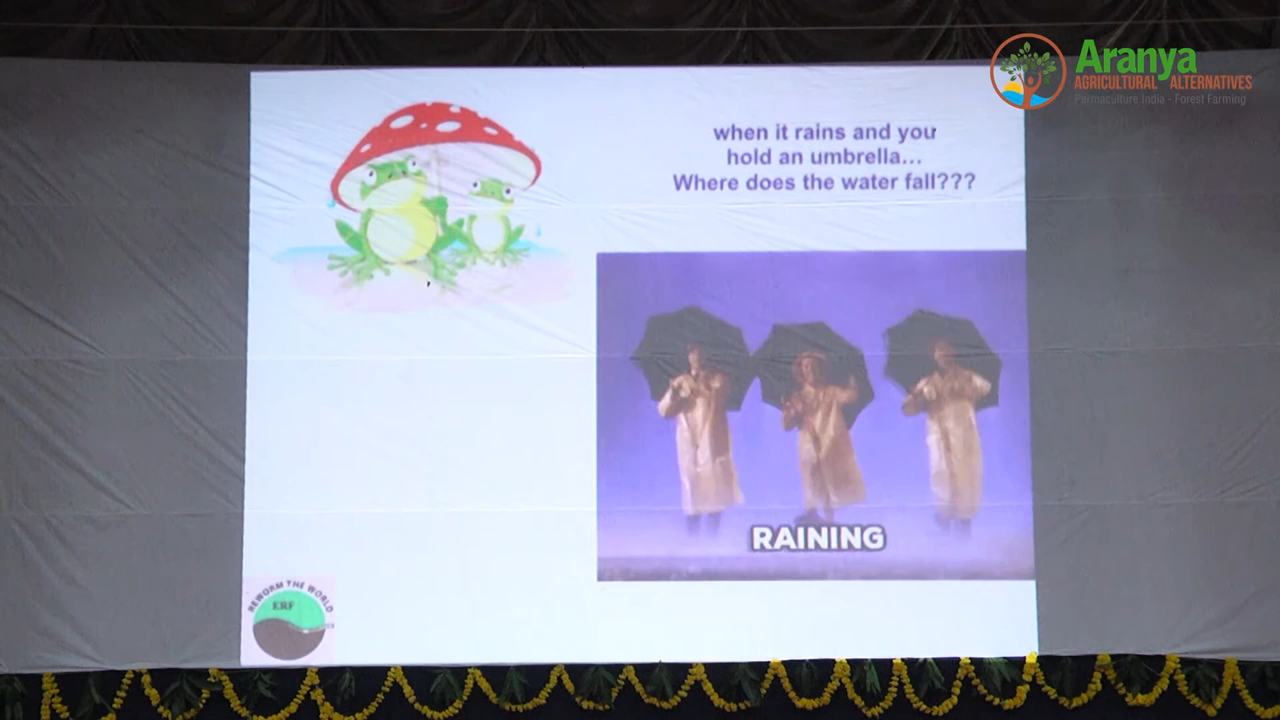 Aranya
AGRICULTURAL ALTERNATIVES
Permaculture India - Forest Farming
when it rains and you
hold an umbrella...
Where does the water fall???
RAINING
REWORM THE WORLD
ERF